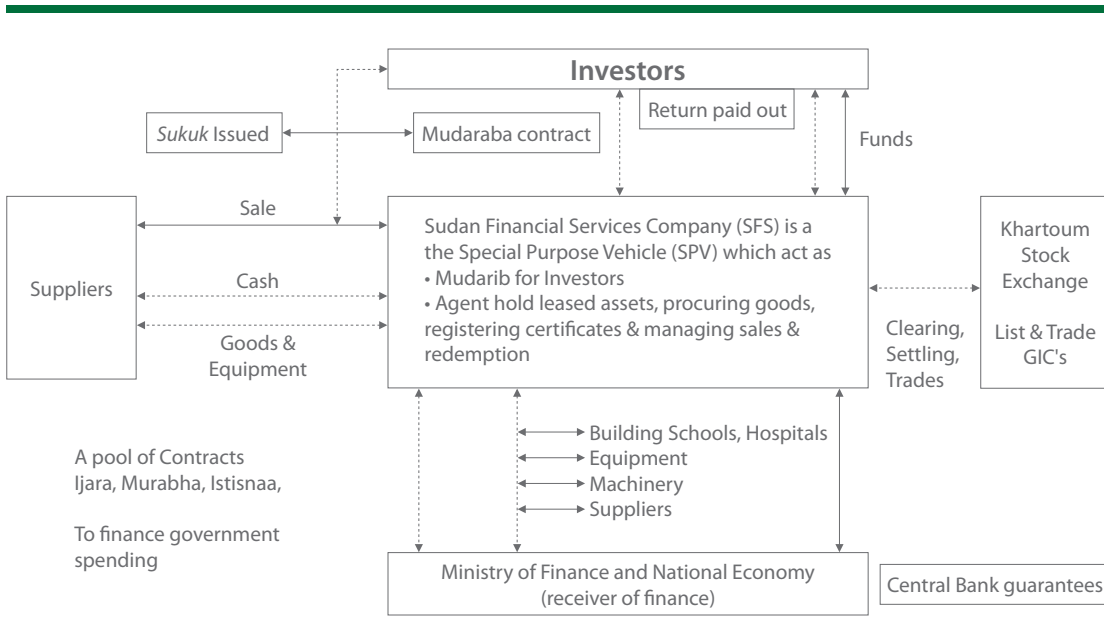 Investors
Return paid out
Sukuk Issued
Mudaraba contract
Funds
Suppliers
Sale
Cash
Goods &
Equipment
Sudan Financial Services Company (SFS) is a
the Special Purpose Vehicle (SPV) which act as
• Mudarib for Investors
• Agent hold leased assets, procuring goods,
registering certificates & managing sales &
redemption
Clearing,
Settling,
Trades
Khartoum
Stock
Exchange
List & Trade
GIC's
Building Schools, Hospitals
Equipment
Machinery
Suppliers
A pool of Contracts
Ijara, Murabha, Istisnaa,
To finance government
spending
Ministry of Finance and National Economy
(receiver of finance)
Central Bank guarantees